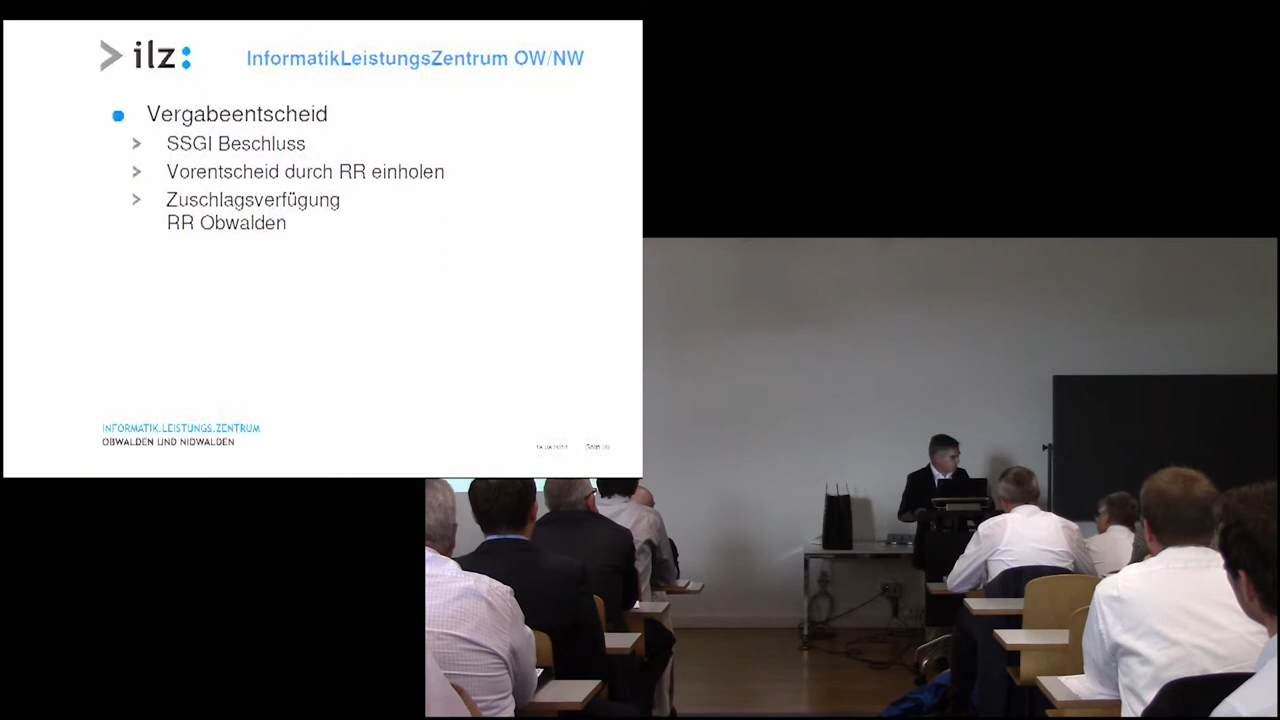 ilz:
InformatikLeistungsZentrum OW/NW
Vergabeentscheid
SSGI Beschluss
Vorentscheid durch RR einholen
Zuschlagsverfügung
RR Obwalden
INFORMATIK.LEISTUNGS.ZENTRUM
OBWALDEN UND NIDWALDEN